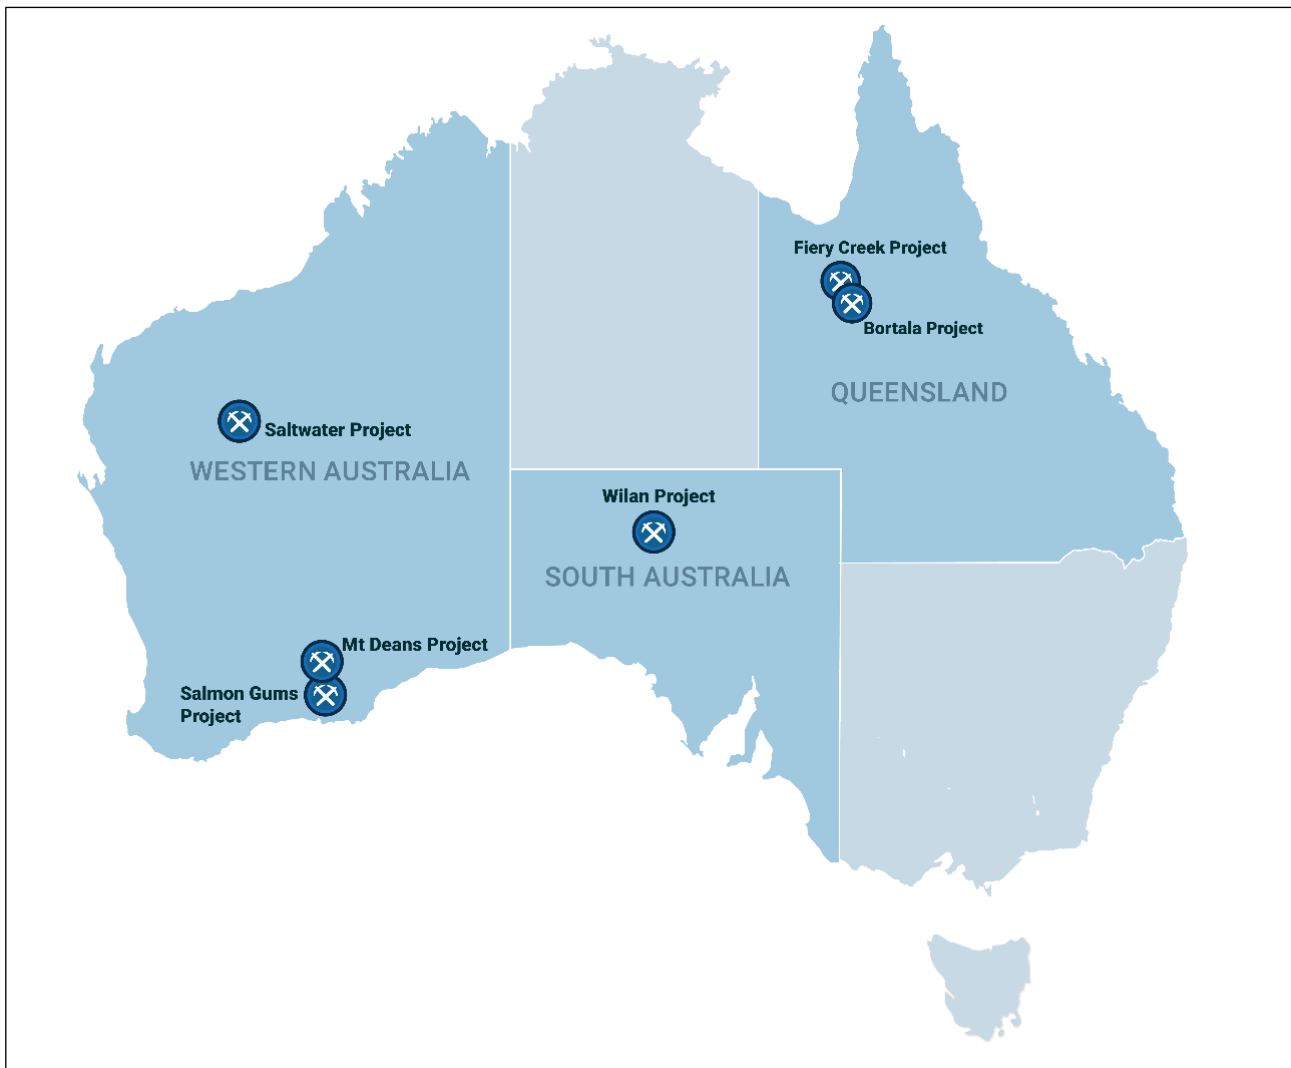 Fiery Creek Project
Bortala Project
QUEENSLAND
Saltwater Project
WESTERN AUSTRALIA
Wilan Project
SOUTH AUSTRALIA
Mt Deans Project
Salmon Gums
Project